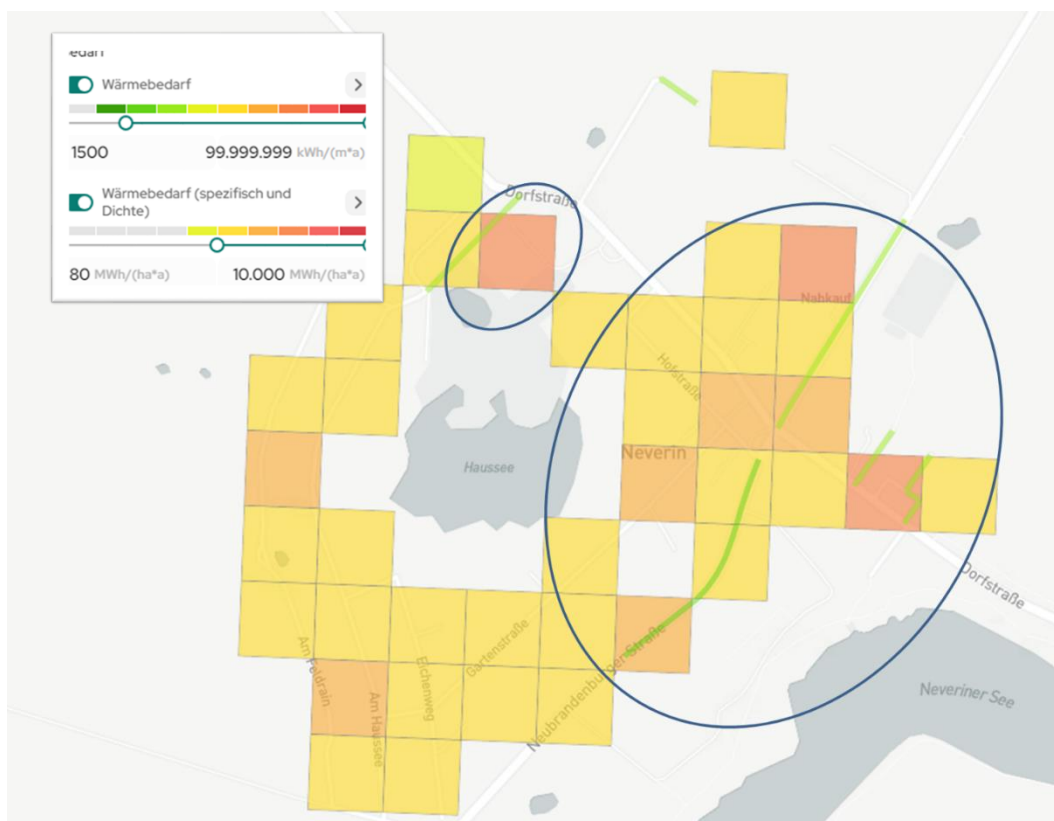 Wärmebedarf
1500 99.999.999 kWh/(m*a)
Wärmebedarf (spezifisch und
Dichte)
80 MWh/(ha*a) 10.000 MWh/(ha*a)
Dorfstraße
Nahkauf
Hofstraße
Neverin
Haussee
Dorfstraße
Gartenstraße
Neubrandenburger Straße
Am Feldrain
Eichenweg
Am Haussee
Neveriner See